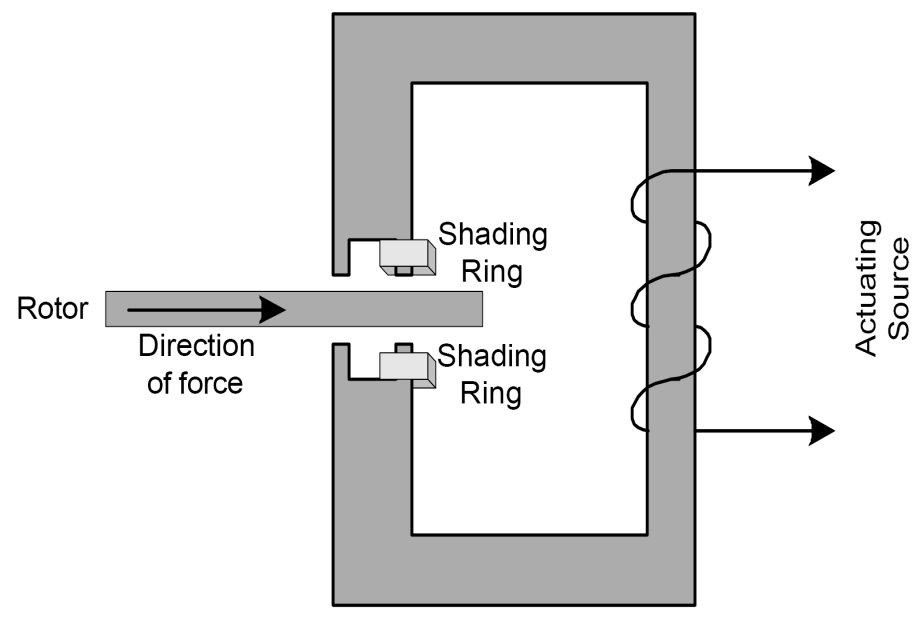 Shading
Ring
Rotor
Direction
of force
Shading
Ring
Actuating
Source